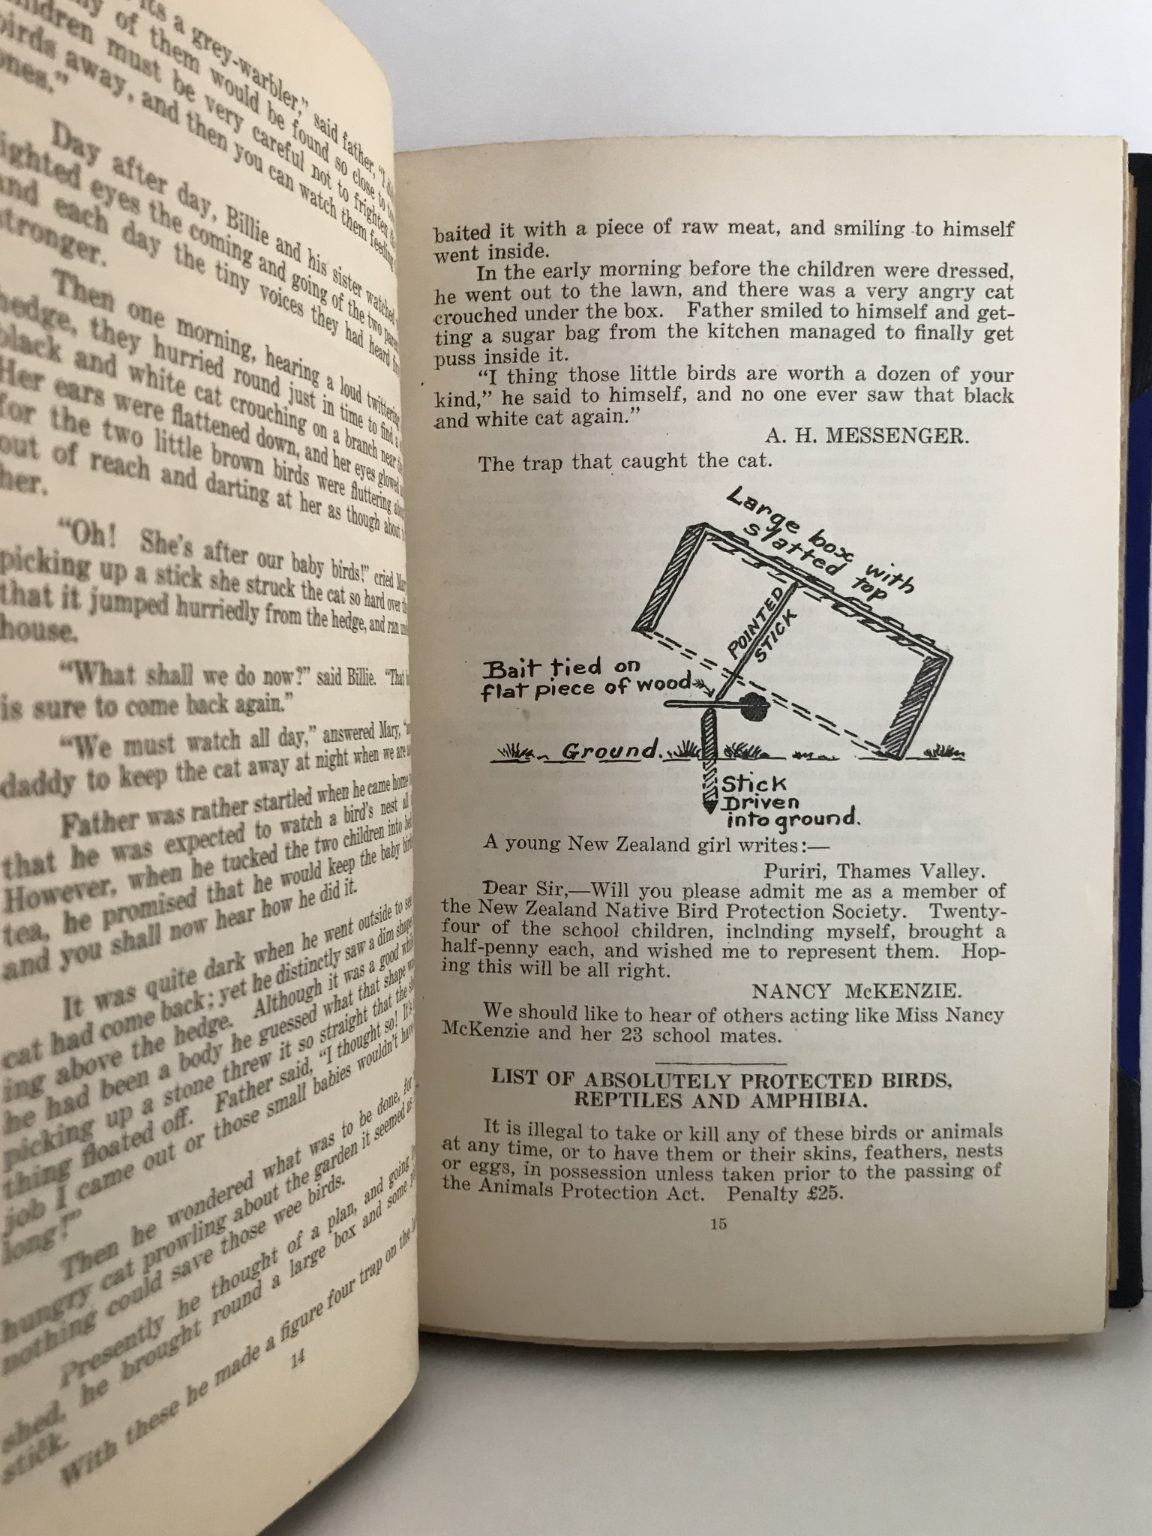 its a grey-warbler," said father, "I
of them would be found so close to
children must be very careful not to frighten
birds away, and then you can watch them feeding
ones."
Day after day, Billie and his sister watched
eyes the coming and going of the two
and each day the tiny voices they had heard
stronger.
Then one morning, hearing a loud twittering
hedge, they hurried round just in time to find a
black and white cat crouching on a branch near
Her ears were flattened down, and her eyes glowed
for the two little brown birds were fluttering
out of reach and darting at her as though about
her.
"Oh! She's after our baby birds!" cried
picking up a stick she struck the cat so hard over
that it jumped hurriedly from the hedge, and ran
house.
"What shall we do now?" said Billie. "That
is sure to come back again."
"We must watch all day," answered Mary,
daddy to keep the cat away at night when we are
Father was rather startled when he came home
that he was expected to watch a bird's nest all
However, when he tucked the two children into
tea, he promised that he would keep the baby
and you shall now hear how he did it.
It was quite dark when he went outside to see
cat had come back; yet he distinctly saw a dim shape
ing above the hedge. Although it was a good
he had been a body he guessed what that shape
picking up a stone threw it so straight that the
thing floated off. Father said, "I thought so! It's
job I came out or those small babies wouldn't have
long!"
Then he wondered what was to be done, for
hungry cat prowling about the garden it seemed as
nothing could save those wee birds.
Presently he thought of a plan, and going
shed, he brought round a large box and some
stick.
With these he made a figure four trap on the
14
baited it with a piece of raw meat, and smiling to himself
went inside.
In the early morning before the children were dressed,
he went out to the lawn, and there was a very angry cat
crouched under the box. Father smiled to himself and get-
ting a sugar bag from the kitchen managed to finally get
puss inside it.
"I thing those little birds are worth a dozen of your
kind," he said to himself, and no one ever saw that black
and white cat again."
A. H. MESSENGER.
The trap that caught the cat.
Large box with
slatted top
POINTED
STICK
Bait tied on
flat piece of wood
Ground.
Stick
Driven
into ground.
A young New Zealand girl writes:—
Puriri, Thames Valley.
Dear Sir,—Will you please admit me as a member of
the New Zealand Native Bird Protection Society. Twenty-
four of the school children, inclnding myself, brought a
half-penny each, and wished me to represent them. Hop-
ing this will be all right.
NANCY McKENZIE.
We should like to hear of others acting like Miss Nancy
McKenzie and her 23 school mates.
LIST OF ABSOLUTELY PROTECTED BIRDS,
REPTILES AND AMPHIBIA.
It is illegal to take or kill any of these birds or animals
at any time, or to have them or their skins, feathers, nests
or eggs, in possession unless taken prior to the passing of
the Animals Protection Act. Penalty £25.
15